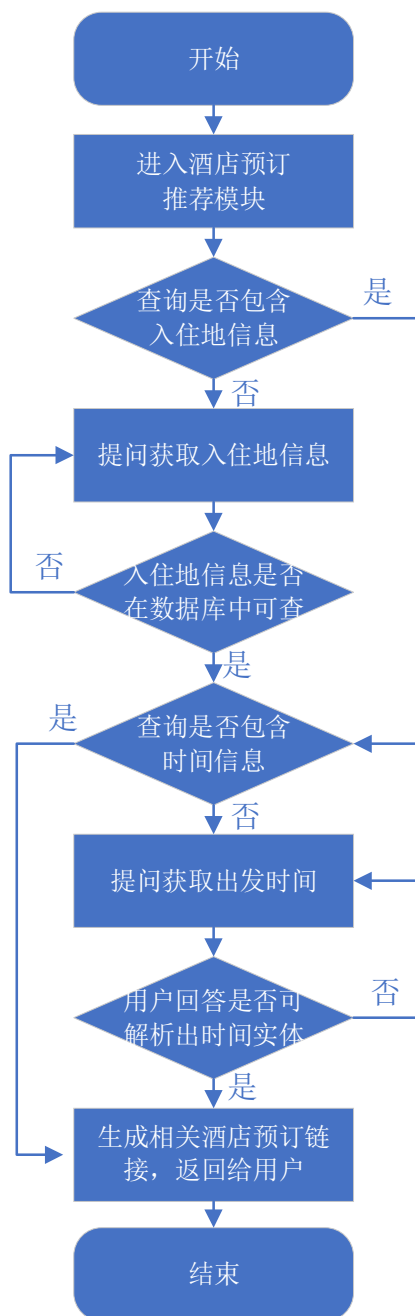 开始
进入酒店预订
推荐模块
查询是否包含
入住地信息
是
否
提问获取入住地信息
入住地信息是否
在数据库中可查
否
是
查询是否包含
时间信息
是
否
提问获取出发时间
用户回答是否可
解析出时间实体
否
是
生成相关酒店预订链
接，返回给用户
结束